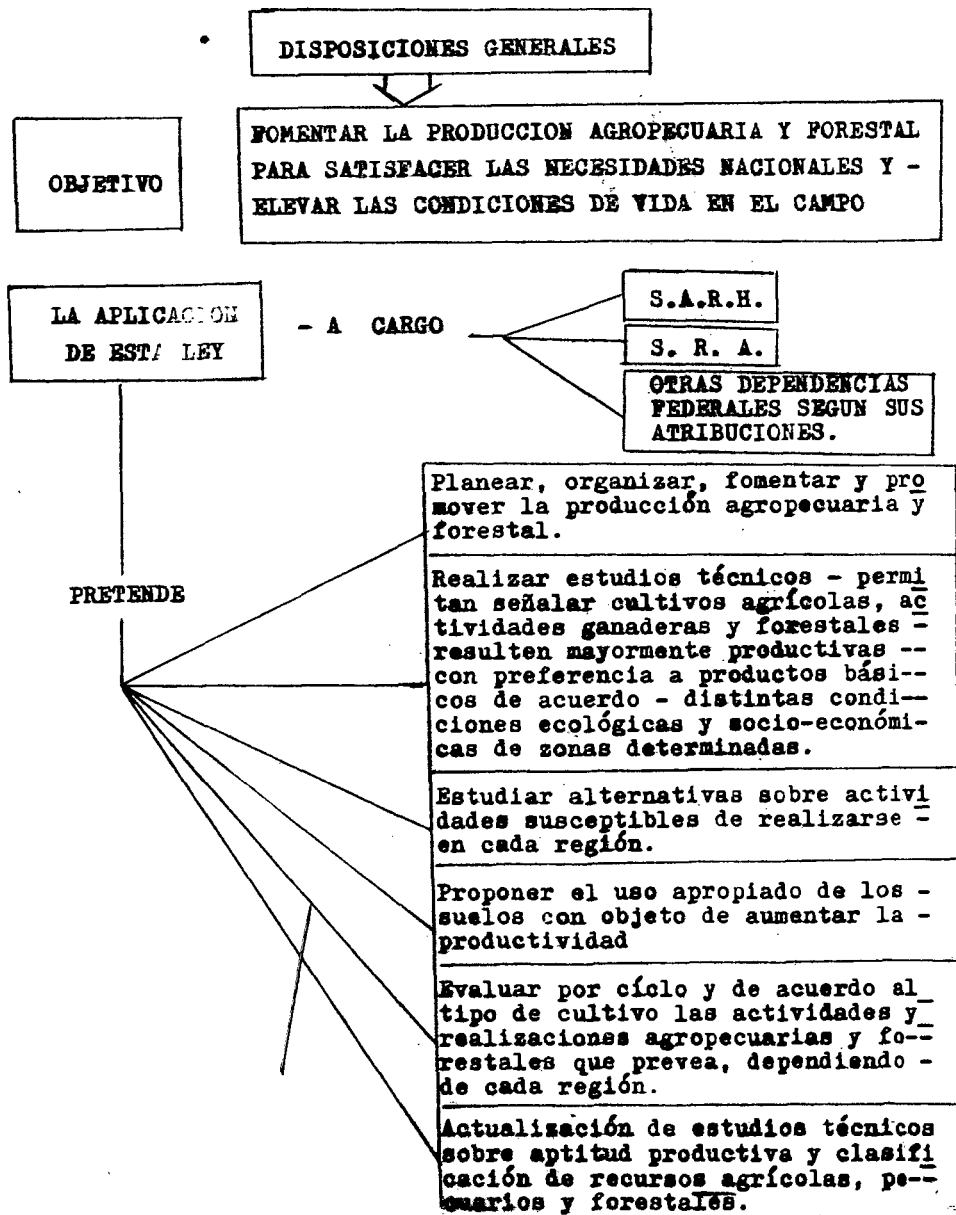 DISPOSICIONES GENERALES
OBJETIVO
FOMENTAR LA PRODUCCION AGROPECUARIA Y FORESTAL
PARA SATISFACER LAS NECESIDADES NACIONALES Y -
ELEVAR LAS CONDICIONES DE VIDA EN EL CAMPO
LA APLICACION
DE ESTA LEY
- A CARGO
S.A.R.H.
S. R. A.
OTRAS DEPENDENCIAS
FEDERALES SEGUN SUS
ATRIBUCIONES.
PRETENDE
Planear, organizar, fomentar y pro
mover la producción agropecuaria y
forestal.
Realizar estudios técnicos - permi
tan señalar cultivos agrícolas, ac
tividades ganaderas y forestales -
resulten mayormente productivas --
con preferencia a productos bási--
cos de acuerdo - distintas condi--
ciones ecológicas y socio-económi-
cas de zonas determinadas.
Estudiar alternativas sobre activi
dades susceptibles de realizarse -
en cada región.
Proponer el uso apropiado de los -
suelos con objeto de aumentar la -
productividad
Evaluar por cíclo y de acuerdo al
tipo de cultivo las actividades y
realizaciones agropecuarias y fo--
restales que prevea, dependiendo -
de cada región.
Actualización de estudios técnicos
sobre aptitud productiva y clasifi
cación de recursos agrícolas, pe--
cuarios y forestales.